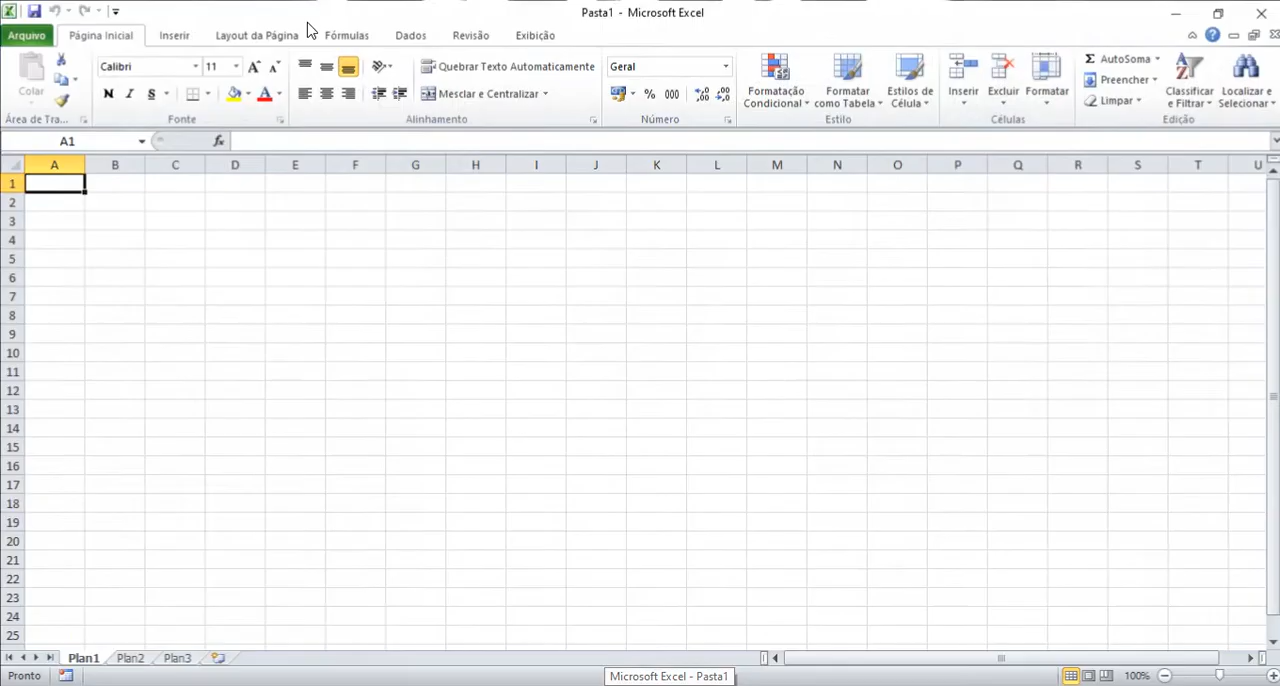 Pasta1 - Microsoft Excel
Arquivo Página Inicial Inserir Layout da Página Fórmulas Dados Revisão Exibição
Colar Calibri 11 Quebrar Texto Automaticamente Geral Formatação Condicional Formatar como Tabela Estilos de Célula Inserir Excluir Formatar AutoSoma Classificar e Filtrar Localizar e Selecionar
N I S Mesclar e Centralizar % 000 Preencher
Limpar
Área de Tra... Fonte Alinhamento Número Estilo Células Edição
A1 fx
A B C D E F G H I J K L M N O P Q R S T U
1
2
3
4
5
6
7
8
9
10
11
12
13
14
15
16
17
18
19
20
21
22
23
24
25
Plan1 Plan2 Plan3
Pronto Microsoft Excel - Pasta1 100%